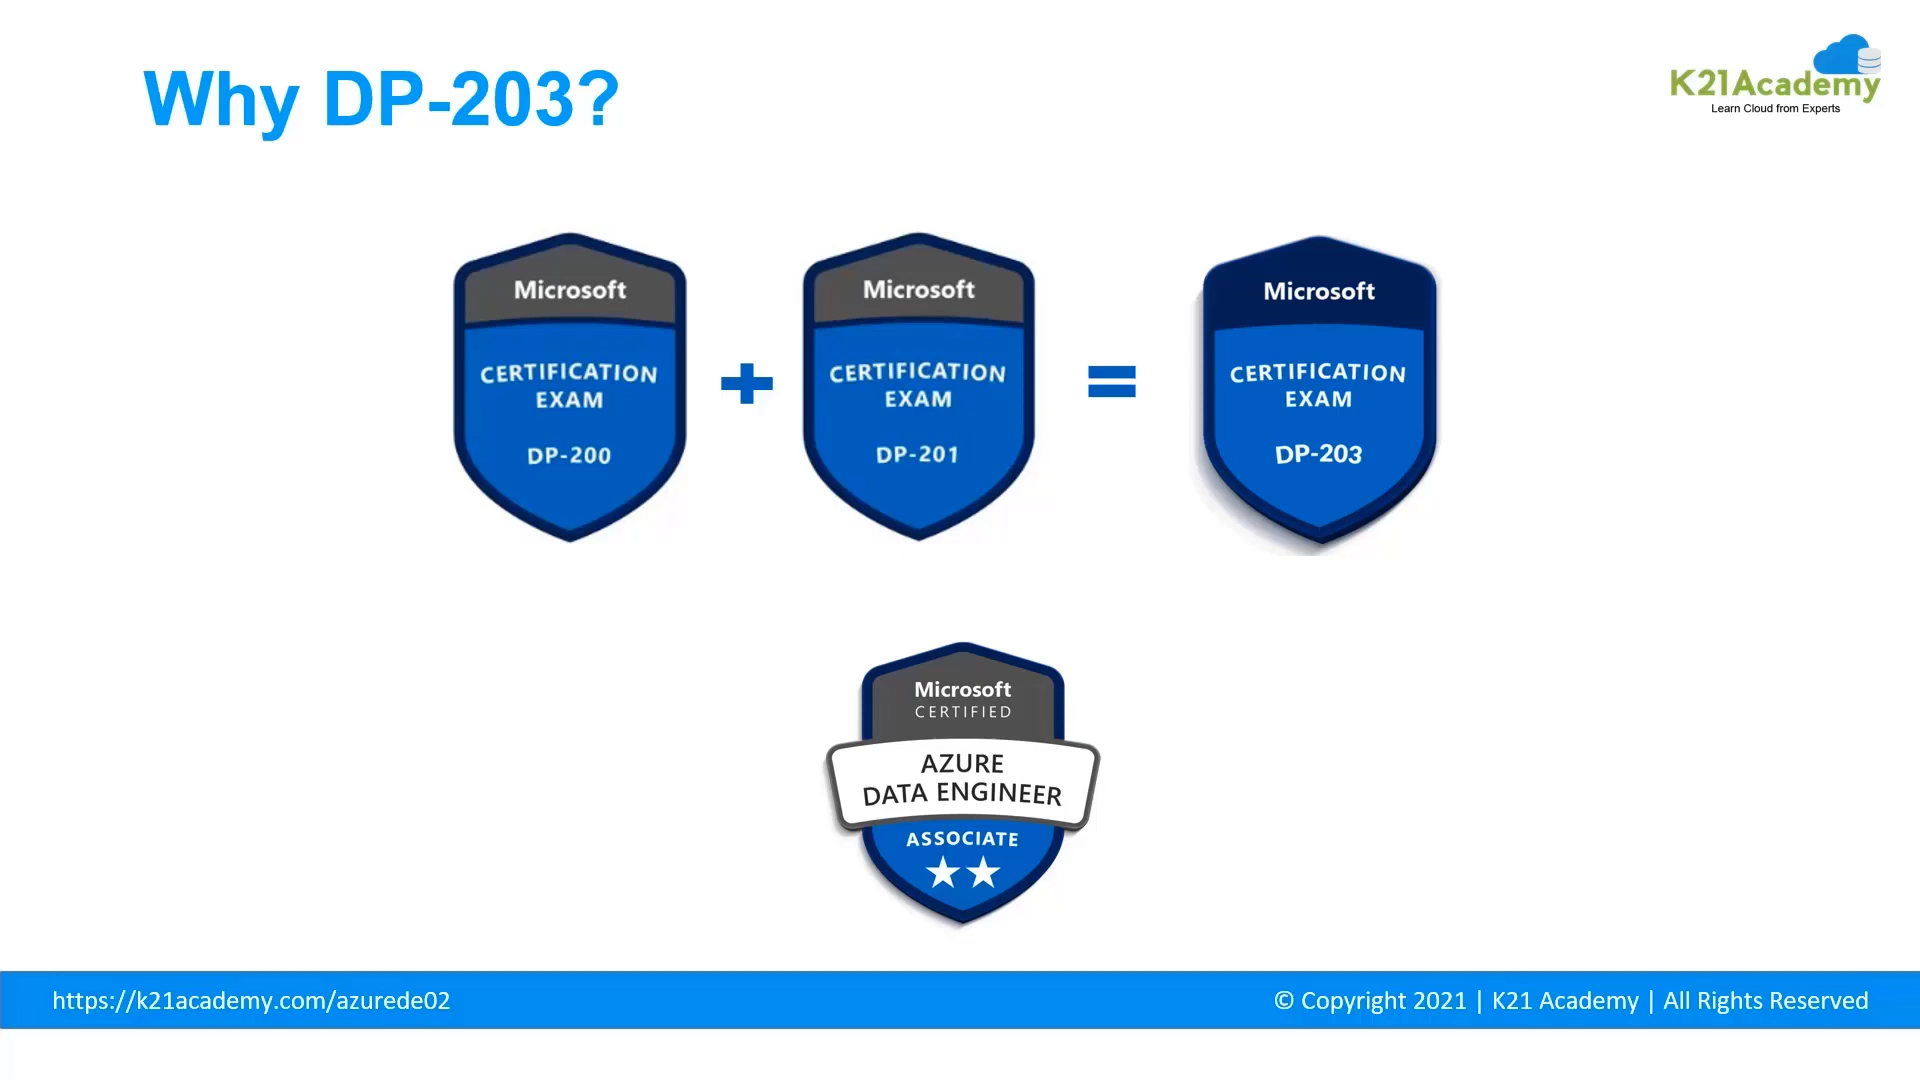 Why DP-203?
K21Academy
Learn Cloud from Experts
Microsoft
CERTIFICATION
EXAM
DP-200
+
Microsoft
CERTIFICATION
EXAM
DP-201
=
Microsoft
CERTIFICATION
EXAM
DP-203
Microsoft
CERTIFIED
AZURE
DATA ENGINEER
ASSOCIATE
https://k21academy.com/azurede02
© Copyright 2021 | K21 Academy | All Rights Reserved